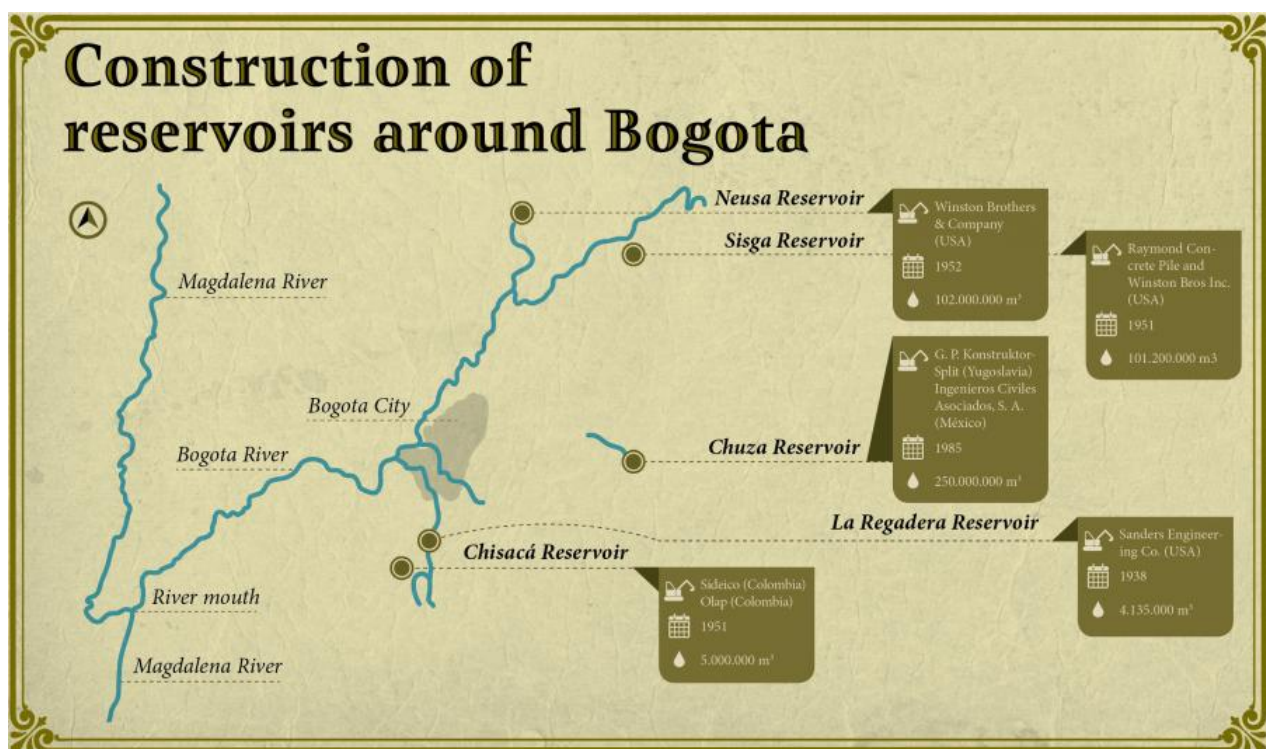 Construction of
reservoirs around Bogota
Neusa Reservoir
Winston Brothers
& Company
(USA)
1952
102.000.000 m³
Sisga Reservoir
Raymond Con-
crete Pile and
Winston Bros Inc.
(USA)
1951
101.200.000 m3
Magdalena River
G. P. Konstruktor-
Split (Yugoslavia)
Ingenieros Civiles
Asociados, S. A.
(México)
1985
250.000.000 m³
Bogota City
Bogota River
Chuza Reservoir
La Regadera Reservoir
Sanders Engineer-
ing Co. (USA)
1938
4.135.000 m³
Chisacá Reservoir
Sideico (Colombia)
Olap (Colombia)
1951
5.000.000 m³
River mouth
Magdalena River